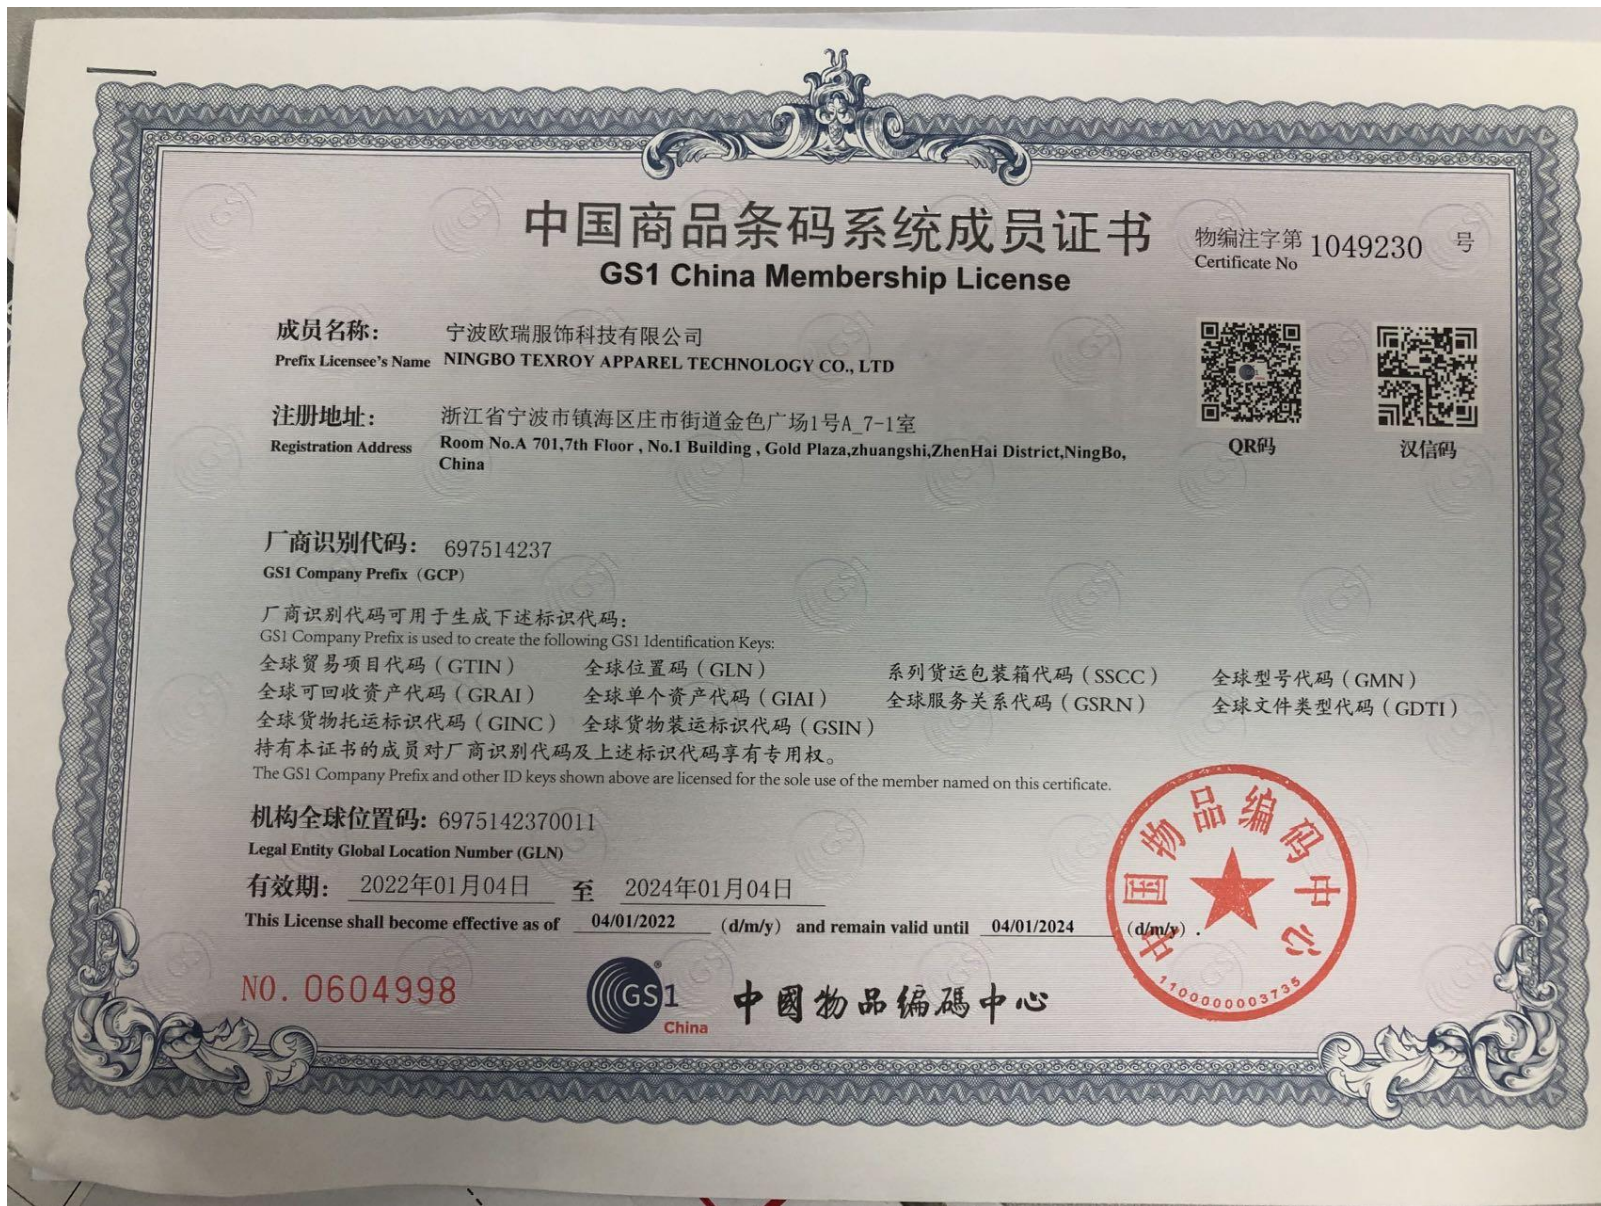 中国商品条码系统成员证书
GS1 China Membership License
物编注字第 1049230 号
Certificate No
成员名称: 宁波欧瑞服饰科技有限公司
Prefix Licensee's Name NINGBO TEXROY APPAREL TECHNOLOGY CO., LTD
注册地址: 浙江省宁波市镇海区庄市街道金色广场1号A_7-1室
Registration Address Room No.A 701,7th Floor , No.1 Building , Gold Plaza,zhuangshi,ZhenHai District,NingBo,
China
QR码
汉信码
厂商识别代码: 697514237
GS1 Company Prefix (GCP)
厂商识别代码可用于生成下述标识代码:
GS1 Company Prefix is used to create the following GS1 Identification Keys:
全球贸易项目代码(GTIN) 全球位置码(GLN) 系列货运包装箱代码(SSCC) 全球型号代码(GMN)
全球可回收资产代码(GRAI) 全球单个资产代码(GIAI) 全球服务关系代码(GSRN) 全球文件类型代码(GDTI)
全球货物托运标识代码(GINC) 全球货物装运标识代码(GSIN)
持有本证书的成员对厂商识别代码及上述标识代码享有专用权。
The GS1 Company Prefix and other ID keys shown above are licensed for the sole use of the member named on this certificate.
机构全球位置码: 6975142370011
Legal Entity Global Location Number (GLN)
有效期: 2022年01月04日 至 2024年01月04日
This License shall become effective as of 04/01/2022 (d/m/y) and remain valid until 04/01/2024 (d/m/y) .
NO. 0604998
GS1
China
中國物品编碼中心
中国物品编码中心
1100000003735